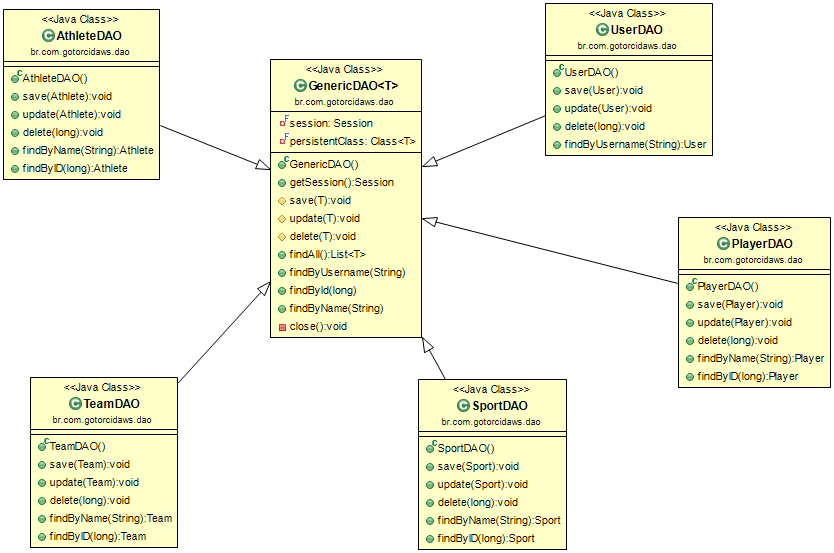 <<Java Class>>
AthleteDAO
br.com.gotorcidaws.dao
AthleteDAO()
save(Athlete):void
update(Athlete):void
delete(long):void
findByName(String):Athlete
findByID(long):Athlete
<<Java Class>>
GenericDAO<T>
br.com.gotorcidaws.dao
session: Session
persistentClass: Class<T>
GenericDAO()
getSession():Session
save(T):void
update(T):void
delete(T):void
findAll():List<T>
findByUsername(String)
findById(long)
findByName(String)
close():void
<<Java Class>>
UserDAO
br.com.gotorcidaws.dao
UserDAO()
save(User):void
update(User):void
delete(long):void
findByUsername(String):User
<<Java Class>>
PlayerDAO
br.com.gotorcidaws.dao
PlayerDAO()
save(Player):void
update(Player):void
delete(long):void
findByName(String):Player
findByID(long):Player
<<Java Class>>
TeamDAO
br.com.gotorcidaws.dao
TeamDAO()
save(Team):void
update(Team):void
delete(long):void
findByName(String):Team
findByID(long):Team
<<Java Class>>
SportDAO
br.com.gotorcidaws.dao
SportDAO()
save(Sport):void
update(Sport):void
delete(long):void
findByName(String):Sport
findByID(long):Sport